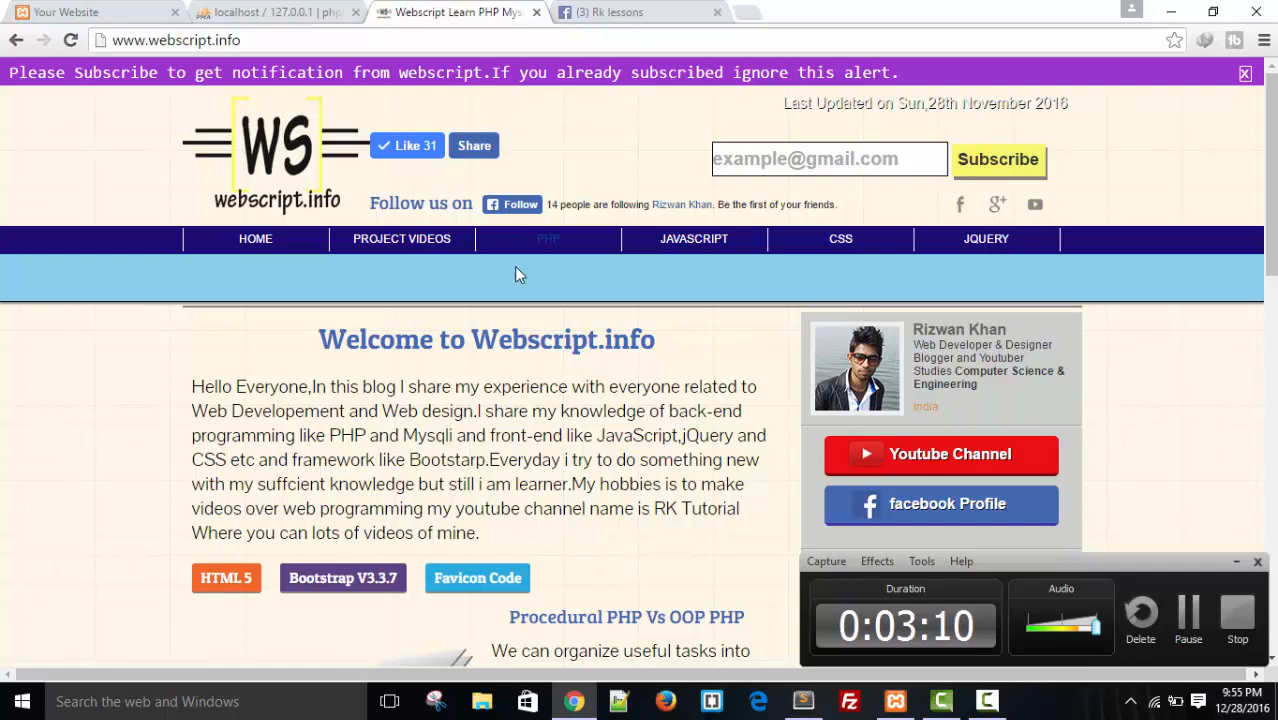 Your Website
localhost / 127.0.0.1 | php
Webscript Learn PHP Mys
(3) Rk lessons
www.webscript.info
Please Subscribe to get notification from webscript.If you already subscribed ignore this alert.
X
Last Updated on Sun,28th November 2016
WS
webscript.info
Like 31
Share
example@gmail.com
Subscribe
Follow us on
Follow
14 people are following Rizwan Khan. Be the first of your friends.
HOME
PROJECT VIDEOS
PHP
JAVASCRIPT
CSS
JQUERY
Welcome to Webscript.info
Hello Everyone,In this blog I share my experience with everyone related to
Web Developement and Web design.I share my knowledge of back-end
programming like PHP and Mysqli and front-end like JavaScript,jQuery and
CSS etc and framework like Bootstarp.Everyday i try to do something new
with my suffcient knowledge but still i am learner.My hobbies is to make
videos over web programming my youtube channel name is RK Tutorial
Where you can lots of videos of mine.
HTML 5
Bootstrap V3.3.7
Favicon Code
Procedural PHP Vs OOP PHP
We can organize useful tasks into
Rizwan Khan
Web Developer & Designer
Blogger and Youtuber
Studies Computer Science &
Engineering
India
Youtube Channel
facebook Profile
Capture
Effects
Tools
Help
Duration
0:03:10
Audio
Delete
Pause
Stop
Search the web and Windows
9:55 PM
12/28/2016